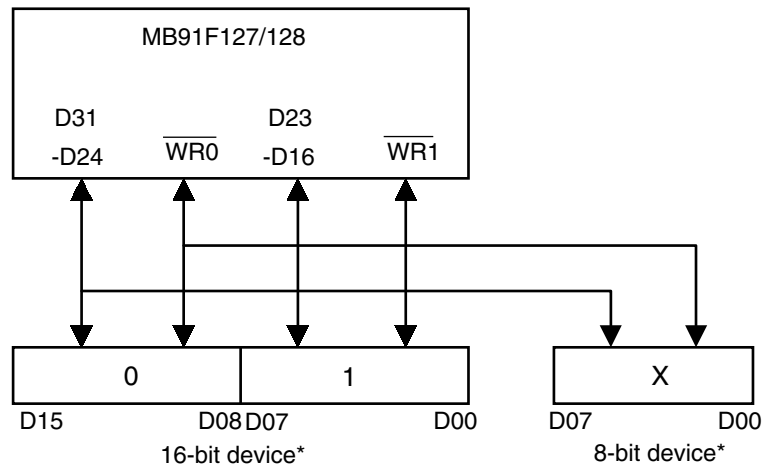 MB91F127/128
D31 D23
-D24 WR0 -D16 WR1
0 1 X
D15 D08 D07 D00 D07 D00
16-bit device* 8-bit device*